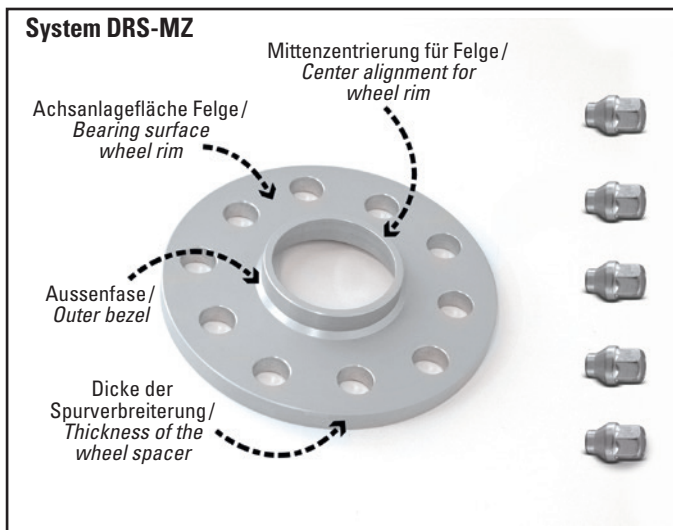 System DRS-MZ
Mittenzentrierung für Felge/
Center alignment for
wheel rim
Achsanlagefläche Felge/
Bearing surface
wheel rim
Aussenfase/
Outer bezel
Dicke der
Spurverbreiterung/
Thickness of the
wheel spacer